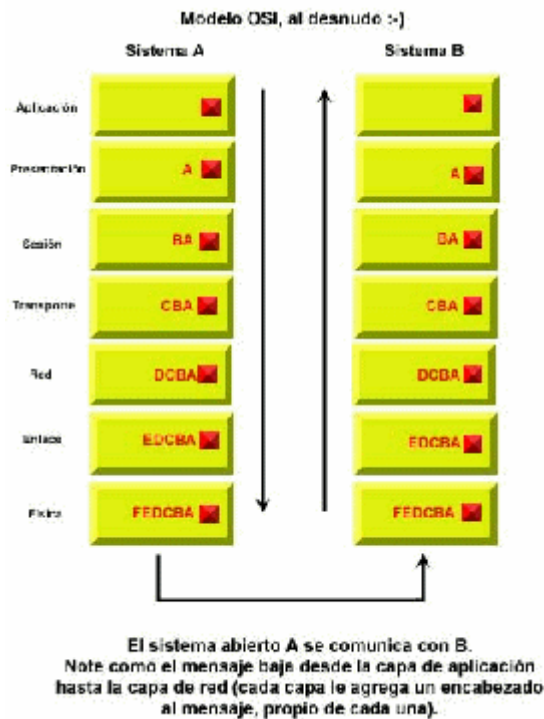 Modelo OSI, al desnudo :-)
Sistema A Sistema B
Aplicación
Presentación A A
Sesión BA BA
Transporte CBA CBA
Red DCBA DCBA
Enlace EDCBA EDCBA
Física FEDCBA FEDCBA
El sistema abierto A se comunica con B.
Note como el mensaje baja desde la capa de aplicación
hasta la capa de red (cada capa le agrega un encabezado
al mensaje, propio de cada una).